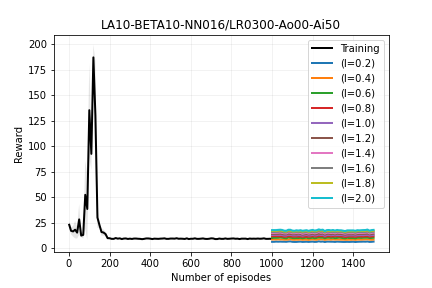 LA10-BETA10-NN016/LR0300-Ao00-Ai50
Reward
200
175
150
125
100
75
50
25
0
Training
(l=0.2)
(l=0.4)
(l=0.6)
(l=0.8)
(l=1.0)
(l=1.2)
(l=1.4)
(l=1.6)
(l=1.8)
(l=2.0)
0 200 400 600 800 1000 1200 1400
Number of episodes